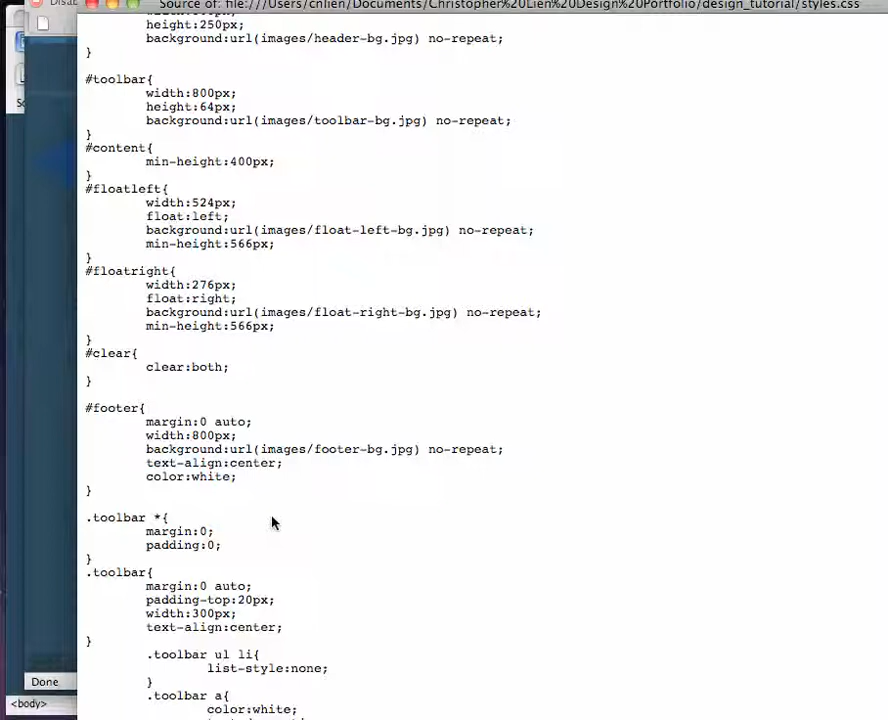 Source of: file:///Users/cnlien/Documents/Christopher%20Lien%20Design%20Portfolio/design_tutorial/styles.css
height:250px;
background:url(images/header-bg.jpg) no-repeat;
}
#toolbar{
width:800px;
height:64px;
background:url(images/toolbar-bg.jpg) no-repeat;
}
#content{
min-height:400px;
}
#floatleft{
width:524px;
float:left;
background:url(images/float-left-bg.jpg) no-repeat;
min-height:566px;
}
#floatright{
width:276px;
float:right;
background:url(images/float-right-bg.jpg) no-repeat;
min-height:566px;
}
#clear{
clear:both;
}
#footer{
margin:0 auto;
width:800px;
background:url(images/footer-bg.jpg) no-repeat;
text-align:center;
color:white;
}
.toolbar *{
margin:0;
padding:0;
}
.toolbar{
margin:0 auto;
padding-top:20px;
width:300px;
text-align:center;
}
.toolbar ul li{
list-style:none;
}
.toolbar a{
color:white;
Done
<body>